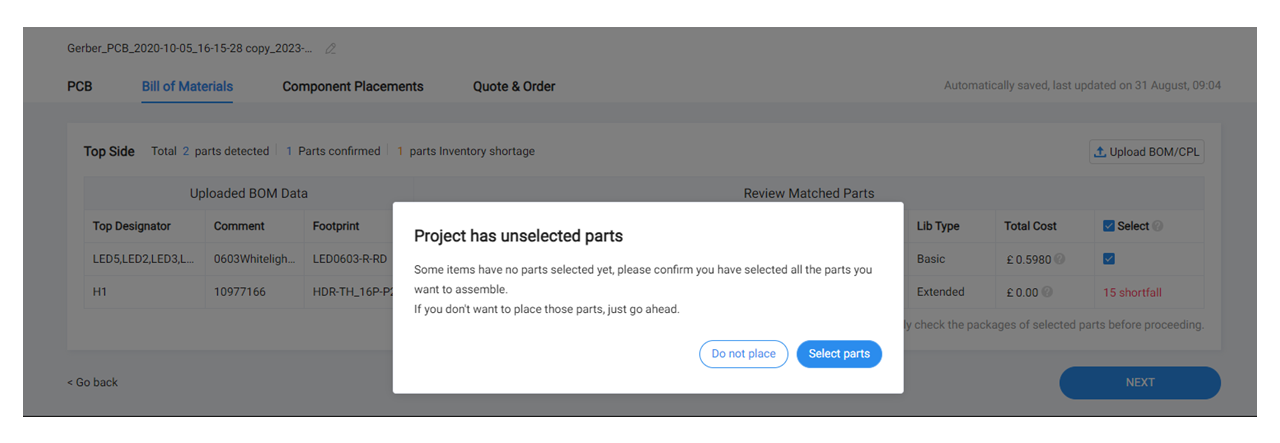 Gerber_PCB_2020-10-05_16-15-28 copy_2023-...
PCB Bill of Materials Component Placements Quote & Order Automatically saved, last updated on 31 August, 09:04
Top Side Total 2 parts detected 1 Parts confirmed 1 parts Inventory shortage Upload BOM/CPL
Uploaded BOM Data Review Matched Parts
Top Designator Comment Footprint Lib Type Total Cost Select
LED5,LED2,LED3,L... 0603Whiteligh... LED0603-R-RD Basic £ 0.5980
H1 10977166 HDR-TH_16P-P2 Extended £ 0.00 15 shortfall
check the packages of selected parts before proceeding.
Project has unselected parts
Some items have no parts selected yet, please confirm you have selected all the parts you
want to assemble.
If you don't want to place those parts, just go ahead.
Do not place Select parts
< Go back NEXT